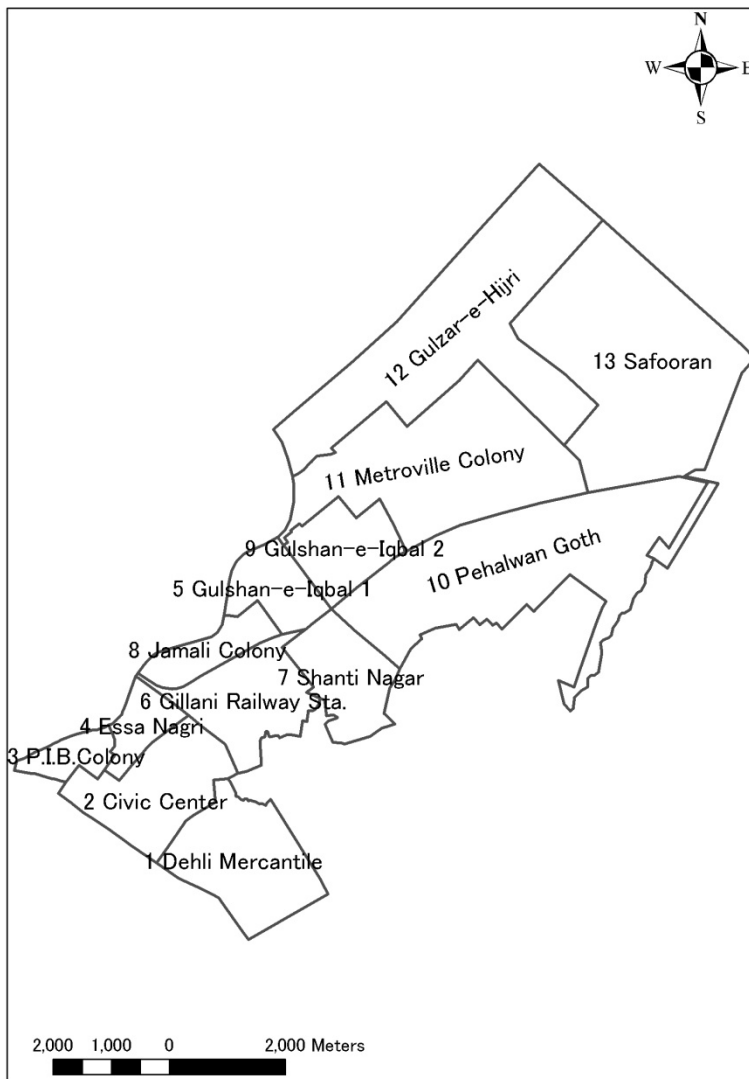 N
W E
S
12 Gulzar-e-Hijri
13 Safooran
11 Metroville Colony
9 Gulshan-e-Iqbal 2
10 Pehalwan Goth
5 Gulshan-e-Iqbal 1
8 Jamali Colony
7 Shanti Nagar
6 Gillani Railway Sta.
4 Essa Nagri
3 P.I.B.Colony
2 Civic Center
1 Dehli Mercantile
2,000 1,000 0 2,000 Meters